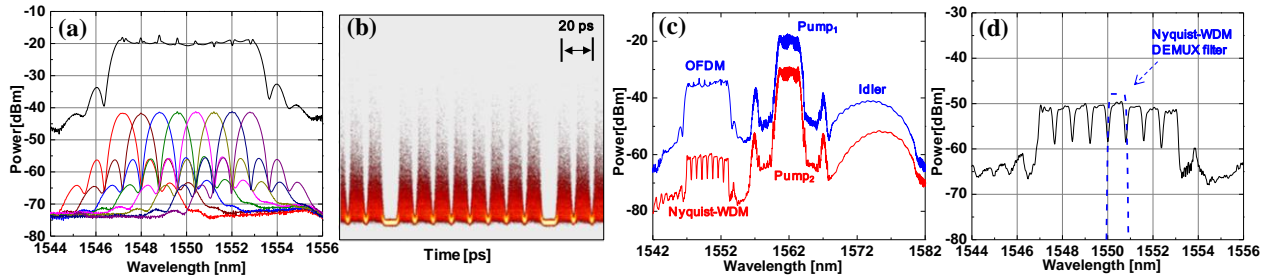 (a)
Power[dBm]
-10
-20
-30
-40
-50
-60
-70
-80
1544 1546 1548 1550 1552 1554 1556
Wavelength [nm]
(b)
20 ps
Time [ps]
(c)
Power[dBm]
-20
-40
-60
-80
Pump1
OFDM
Idler
Pump2
Nyquist-WDM
1542 1552 1562 1572 1582
Wavelength [nm]
(d)
Power[dBm]
-30
-40
-50
-60
-70
-80
Nyquist-WDM
DEMUX filter
1544 1546 1548 1550 1552 1554 1556
Wavelength [nm]